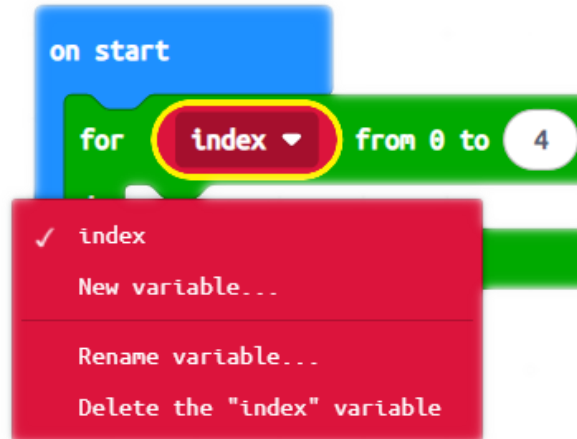 on start
for index from 0 to 4
index
New variable...
Rename variable...
Delete the "index" variable